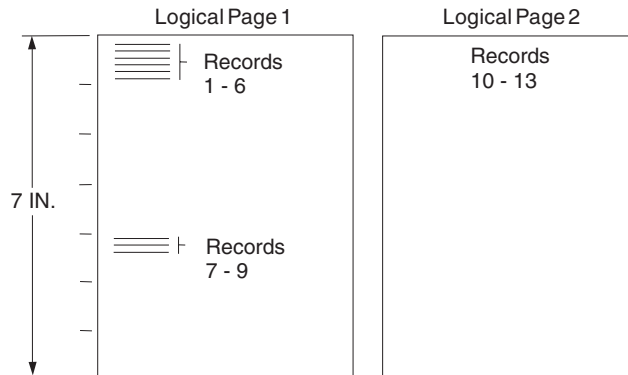 Logical Page 1
Logical Page 2
Records
1 - 6
Records
10 - 13
7 IN.
Records
7 - 9